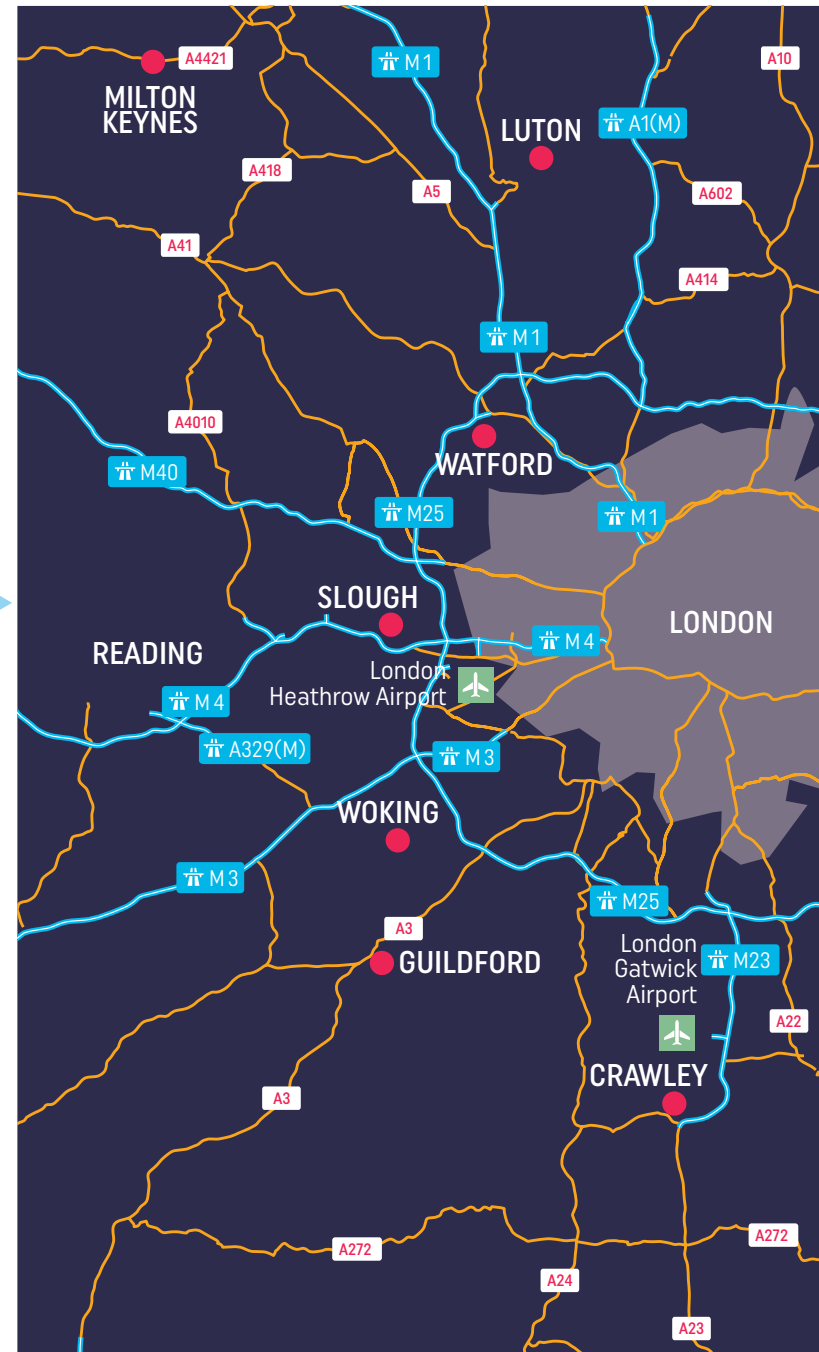 A4421
M1
A10
MILTON
KEYNES
LUTON
A1(M)
A418
A5
A602
A41
A414
M1
A4010
WATFORD
M40
M25
M1
SLOUGH
LONDON
READING
M4
London
Heathrow Airport
M4
A329(M)
M3
WOKING
M3
M25
A3
London
Gatwick
Airport
GUILDFORD
M23
A22
CRAWLEY
A3
A272
A272
A24
A23